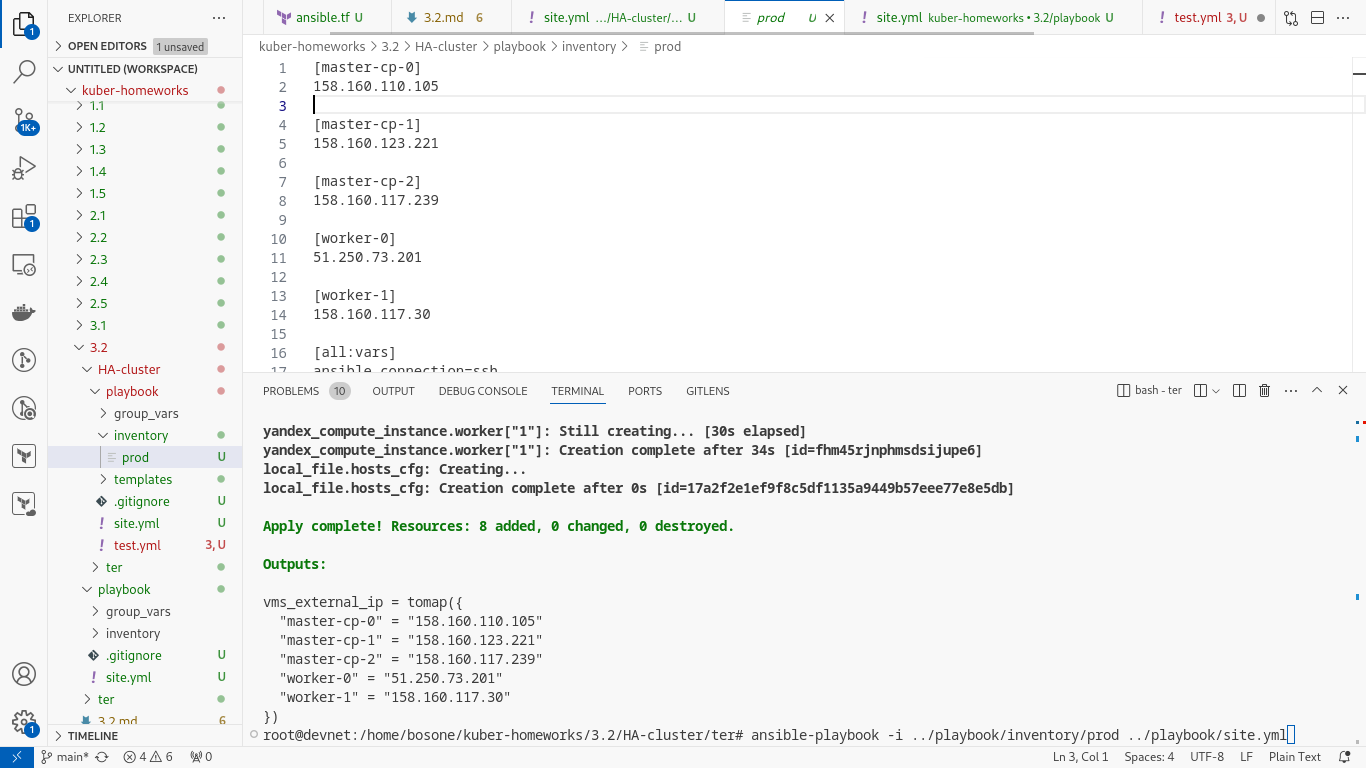 EXPLORER
OPEN EDITORS 1 unsaved
UNTITLED (WORKSPACE)
kuber-homeworks
1.1
1.2
1.3
1.4
1.5
2.1
2.2
2.3
2.4
2.5
3.1
3.2
HA-cluster
playbook
group_vars
inventory
prod U
templates
.gitignore U
site.yml U
test.yml 3, U
ter
playbook
group_vars
inventory
.gitignore U
site.yml U
ter
3.2.md 6
TIMELINE
1
1K+
1
1
ansible.tf U
3.2.md 6
site.yml .../HA-cluster/... U
prod U
site.yml kuber-homeworks • 3.2/playbook U
test.yml 3, U
kuber-homeworks > 3.2 > HA-cluster > playbook > inventory > prod
1 [master-cp-0]
2 158.160.110.105
3
4 [master-cp-1]
5 158.160.123.221
6
7 [master-cp-2]
8 158.160.117.239
9
10 [worker-0]
11 51.250.73.201
12
13 [worker-1]
14 158.160.117.30
15
16 [all:vars]
17 ansible_connection=ssh
PROBLEMS 10 OUTPUT DEBUG CONSOLE TERMINAL PORTS GITLENS
bash - ter
yandex_compute_instance.worker["1"]: Still creating... [30s elapsed]
yandex_compute_instance.worker["1"]: Creation complete after 34s [id=fhm45rjnphmsdsijupe6]
local_file.hosts_cfg: Creating...
local_file.hosts_cfg: Creation complete after 0s [id=17a2f2e1ef9f8c5df1135a9449b57eee77e8e5db]
Apply complete! Resources: 8 added, 0 changed, 0 destroyed.
Outputs:
vms_external_ip = tomap({
"master-cp-0" = "158.160.110.105"
"master-cp-1" = "158.160.123.221"
"master-cp-2" = "158.160.117.239"
"worker-0" = "51.250.73.201"
"worker-1" = "158.160.117.30"
})
root@devnet:/home/bosone/kuber-homeworks/3.2/HA-cluster/ter# ansible-playbook -i ../playbook/inventory/prod ../playbook/site.yml
main* 4 6 0
Ln 3, Col 1 Spaces: 4 UTF-8 LF Plain Text